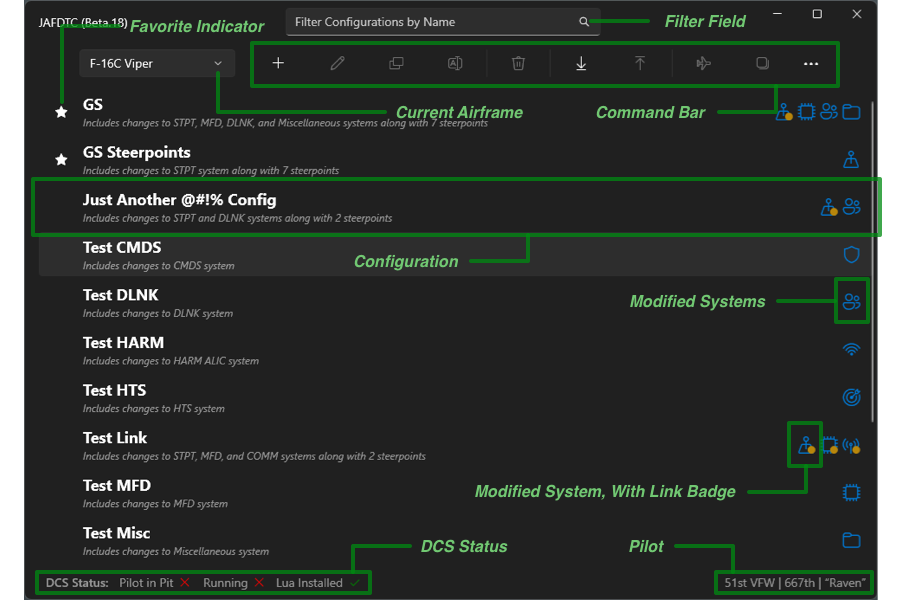 JAFDTC (Beta.18)
Favorite Indicator
Filter Configurations by Name
Filter Field
F-16C Viper
GS
Includes changes to STPT, MFD, DLNK, and Miscellaneous systems along with 7 steerpoints
Current Airframe
Command Bar
GS Steerpoints
Includes changes to STPT system along with 7 steerpoints
Just Another @#!% Config
Includes changes to STPT and DLNK systems along with 2 steerpoints
Test CMDS
Includes changes to CMDS system
Configuration
Test DLNK
Includes changes to DLNK system
Modified Systems
Test HARM
Includes changes to HARM ALIC system
Test HTS
Includes changes to HTS system
Test Link
Includes changes to STPT, MFD, and COMM systems along with 2 steerpoints
Test MFD
Includes changes to MFD system
Modified System, With Link Badge
Test Misc
Includes changes to Miscellaneous system
DCS Status
Pilot
DCS Status: Pilot in Pit Running Lua Installed
51st VFW | 667th | "Raven"